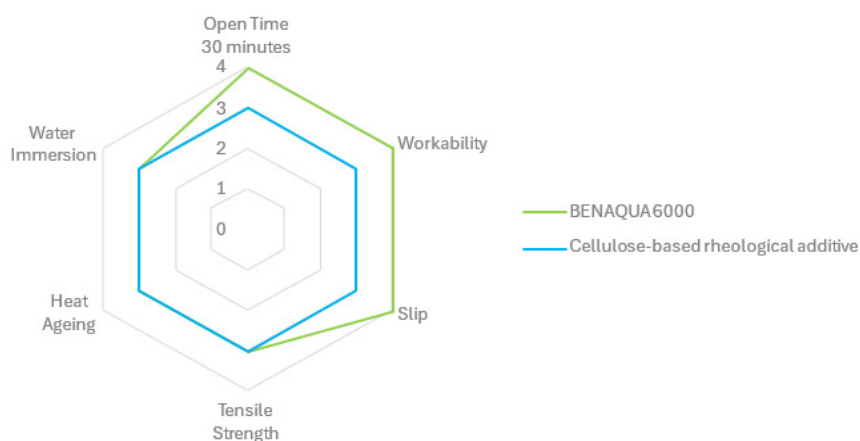 Open Time
30 minutes
4
3
2
1
0
Workability
Slip
Tensile
Strength
Heat
Ageing
Water
Immersion
BENAQUA6000
Cellulose-based rheological additive